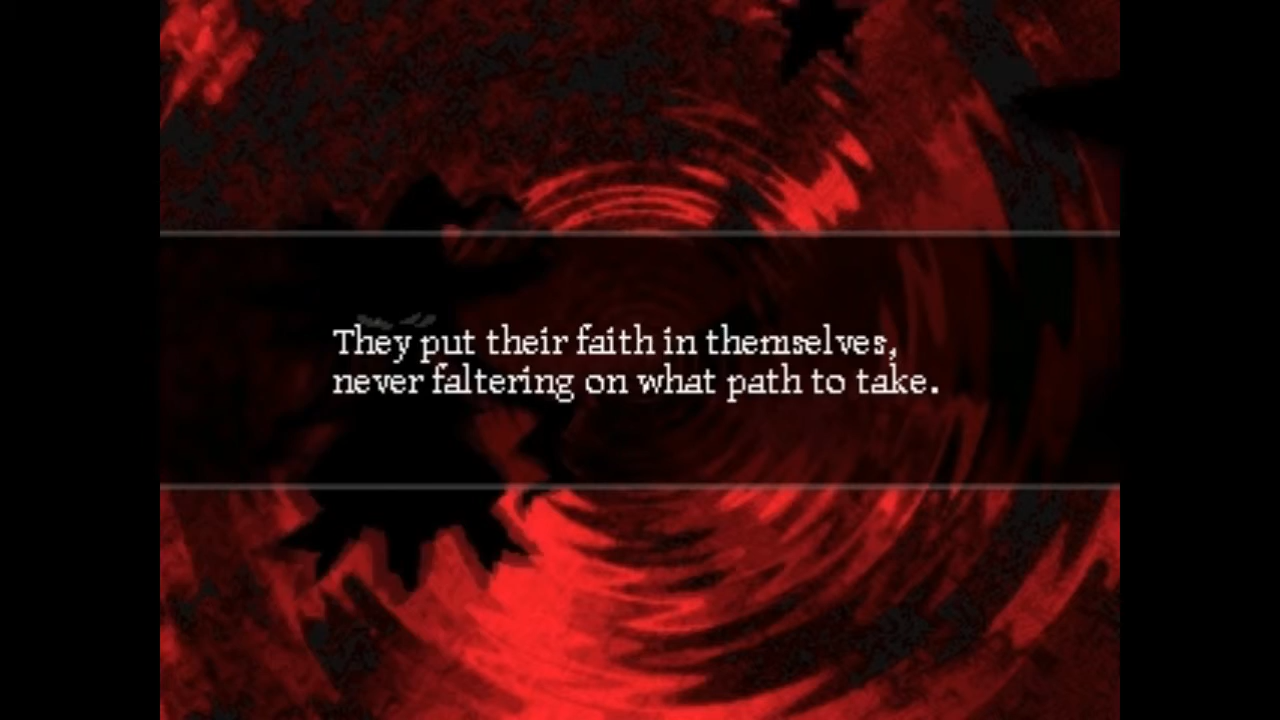 They put their faith in themselves,
never faltering on what path to take.